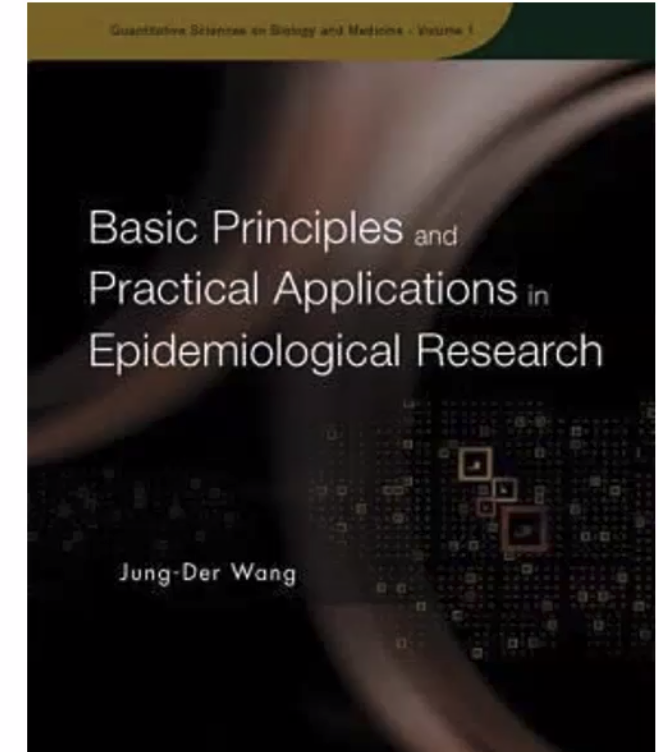 Quantitative Sciences on Biology and Medicine - Volume 1
Basic Principles and
Practical Applications in
Epidemiological Research
Jung-Der Wang